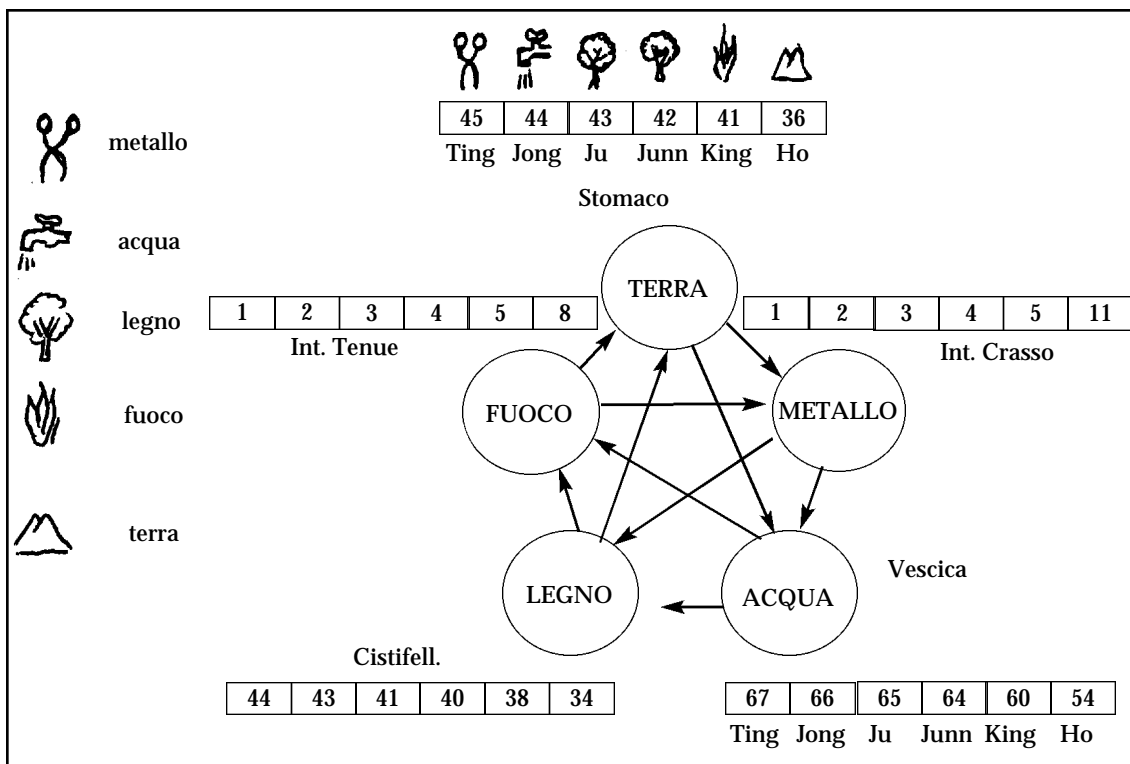 45 44 43 42 41 36
Ting Jong Ju Junn King Ho
Stomaco
metallo
acqua
legno
fuoco
terra
1 2 3 4 5 8
Int. Tenue
1 2 3 4 5 11
Int. Crasso
TERRA
FUOCO
METALLO
LEGNO
ACQUA
Vescica
Cistifell.
44 43 41 40 38 34
67 66 65 64 60 54
Ting Jong Ju Junn King Ho